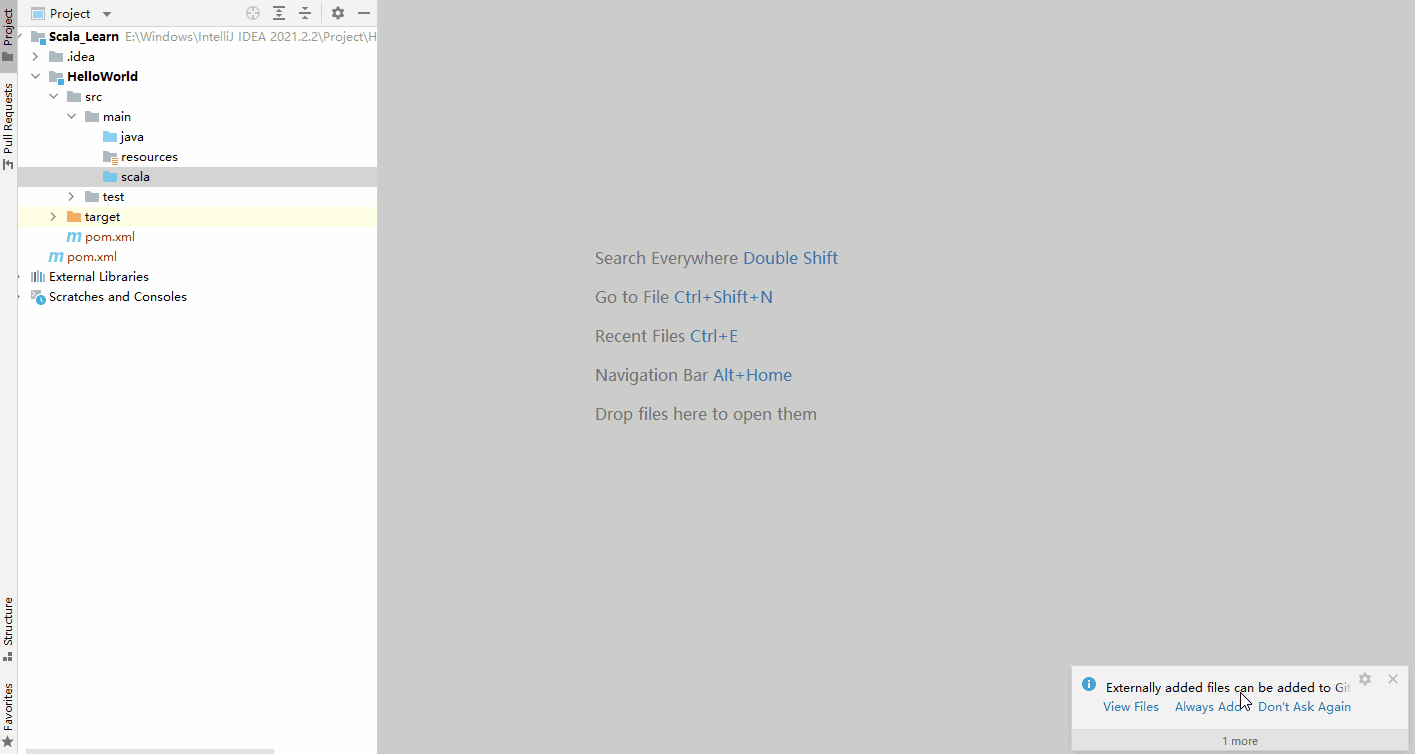 Project
Project
Scala_Learn E:\Windows\IntelliJ IDEA 2021.2.2\Project\H
.idea
HelloWorld
src
main
java
resources
scala
test
target
pom.xml
pom.xml
External Libraries
Scratches and Consoles
Pull Requests
Structure
Favorites
Search Everywhere Double Shift
Go to File Ctrl+Shift+N
Recent Files Ctrl+E
Navigation Bar Alt+Home
Drop files here to open them
Externally added files can be added to Git
View Files Always Add Don't Ask Again
1 more